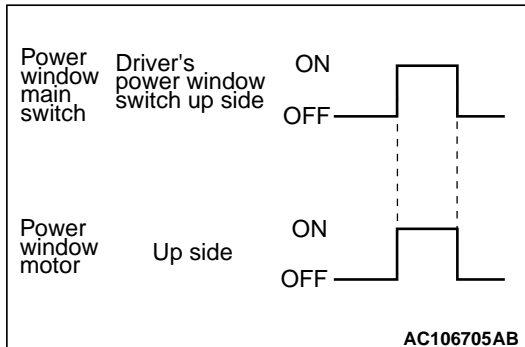 Power
window
main
switch
Driver's
power window
switch up side
ON
OFF
Power
window
motor
Up side
ON
OFF
AC106705AB